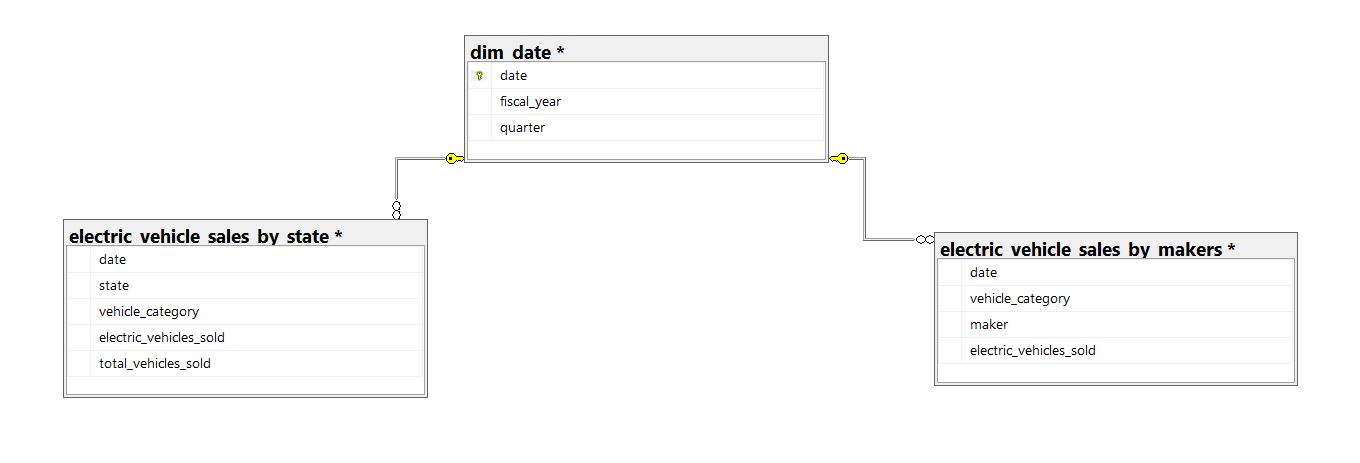 dim_date *
date
fiscal_year
quarter
electric_vehicle_sales_by_state *
date
state
vehicle_category
electric_vehicles_sold
total_vehicles_sold
electric_vehicle_sales_by_makers *
date
vehicle_category
maker
electric_vehicles_sold